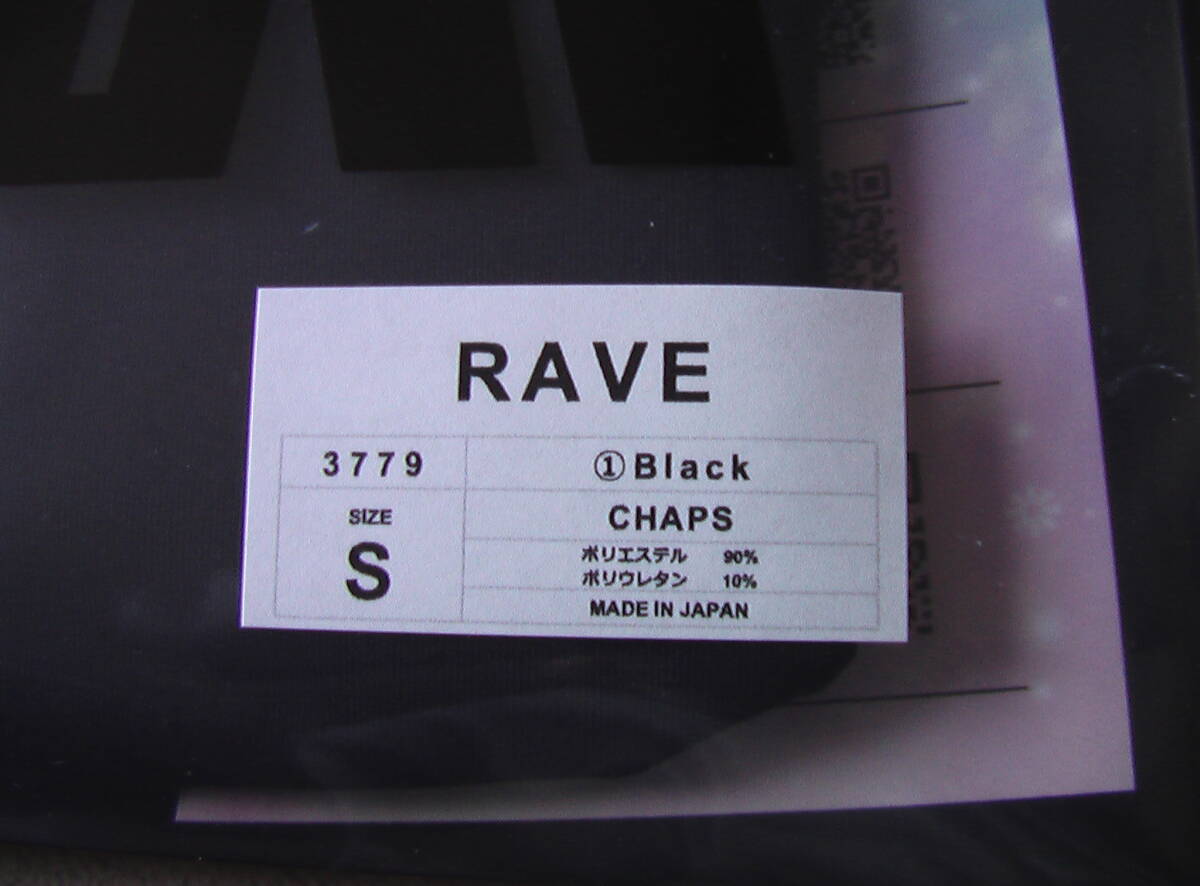 RAVE
3779
①Black
SIZE
S
CHAPS
ポリエステル 90%
ポリウレタン 10%
MADE IN JAPAN